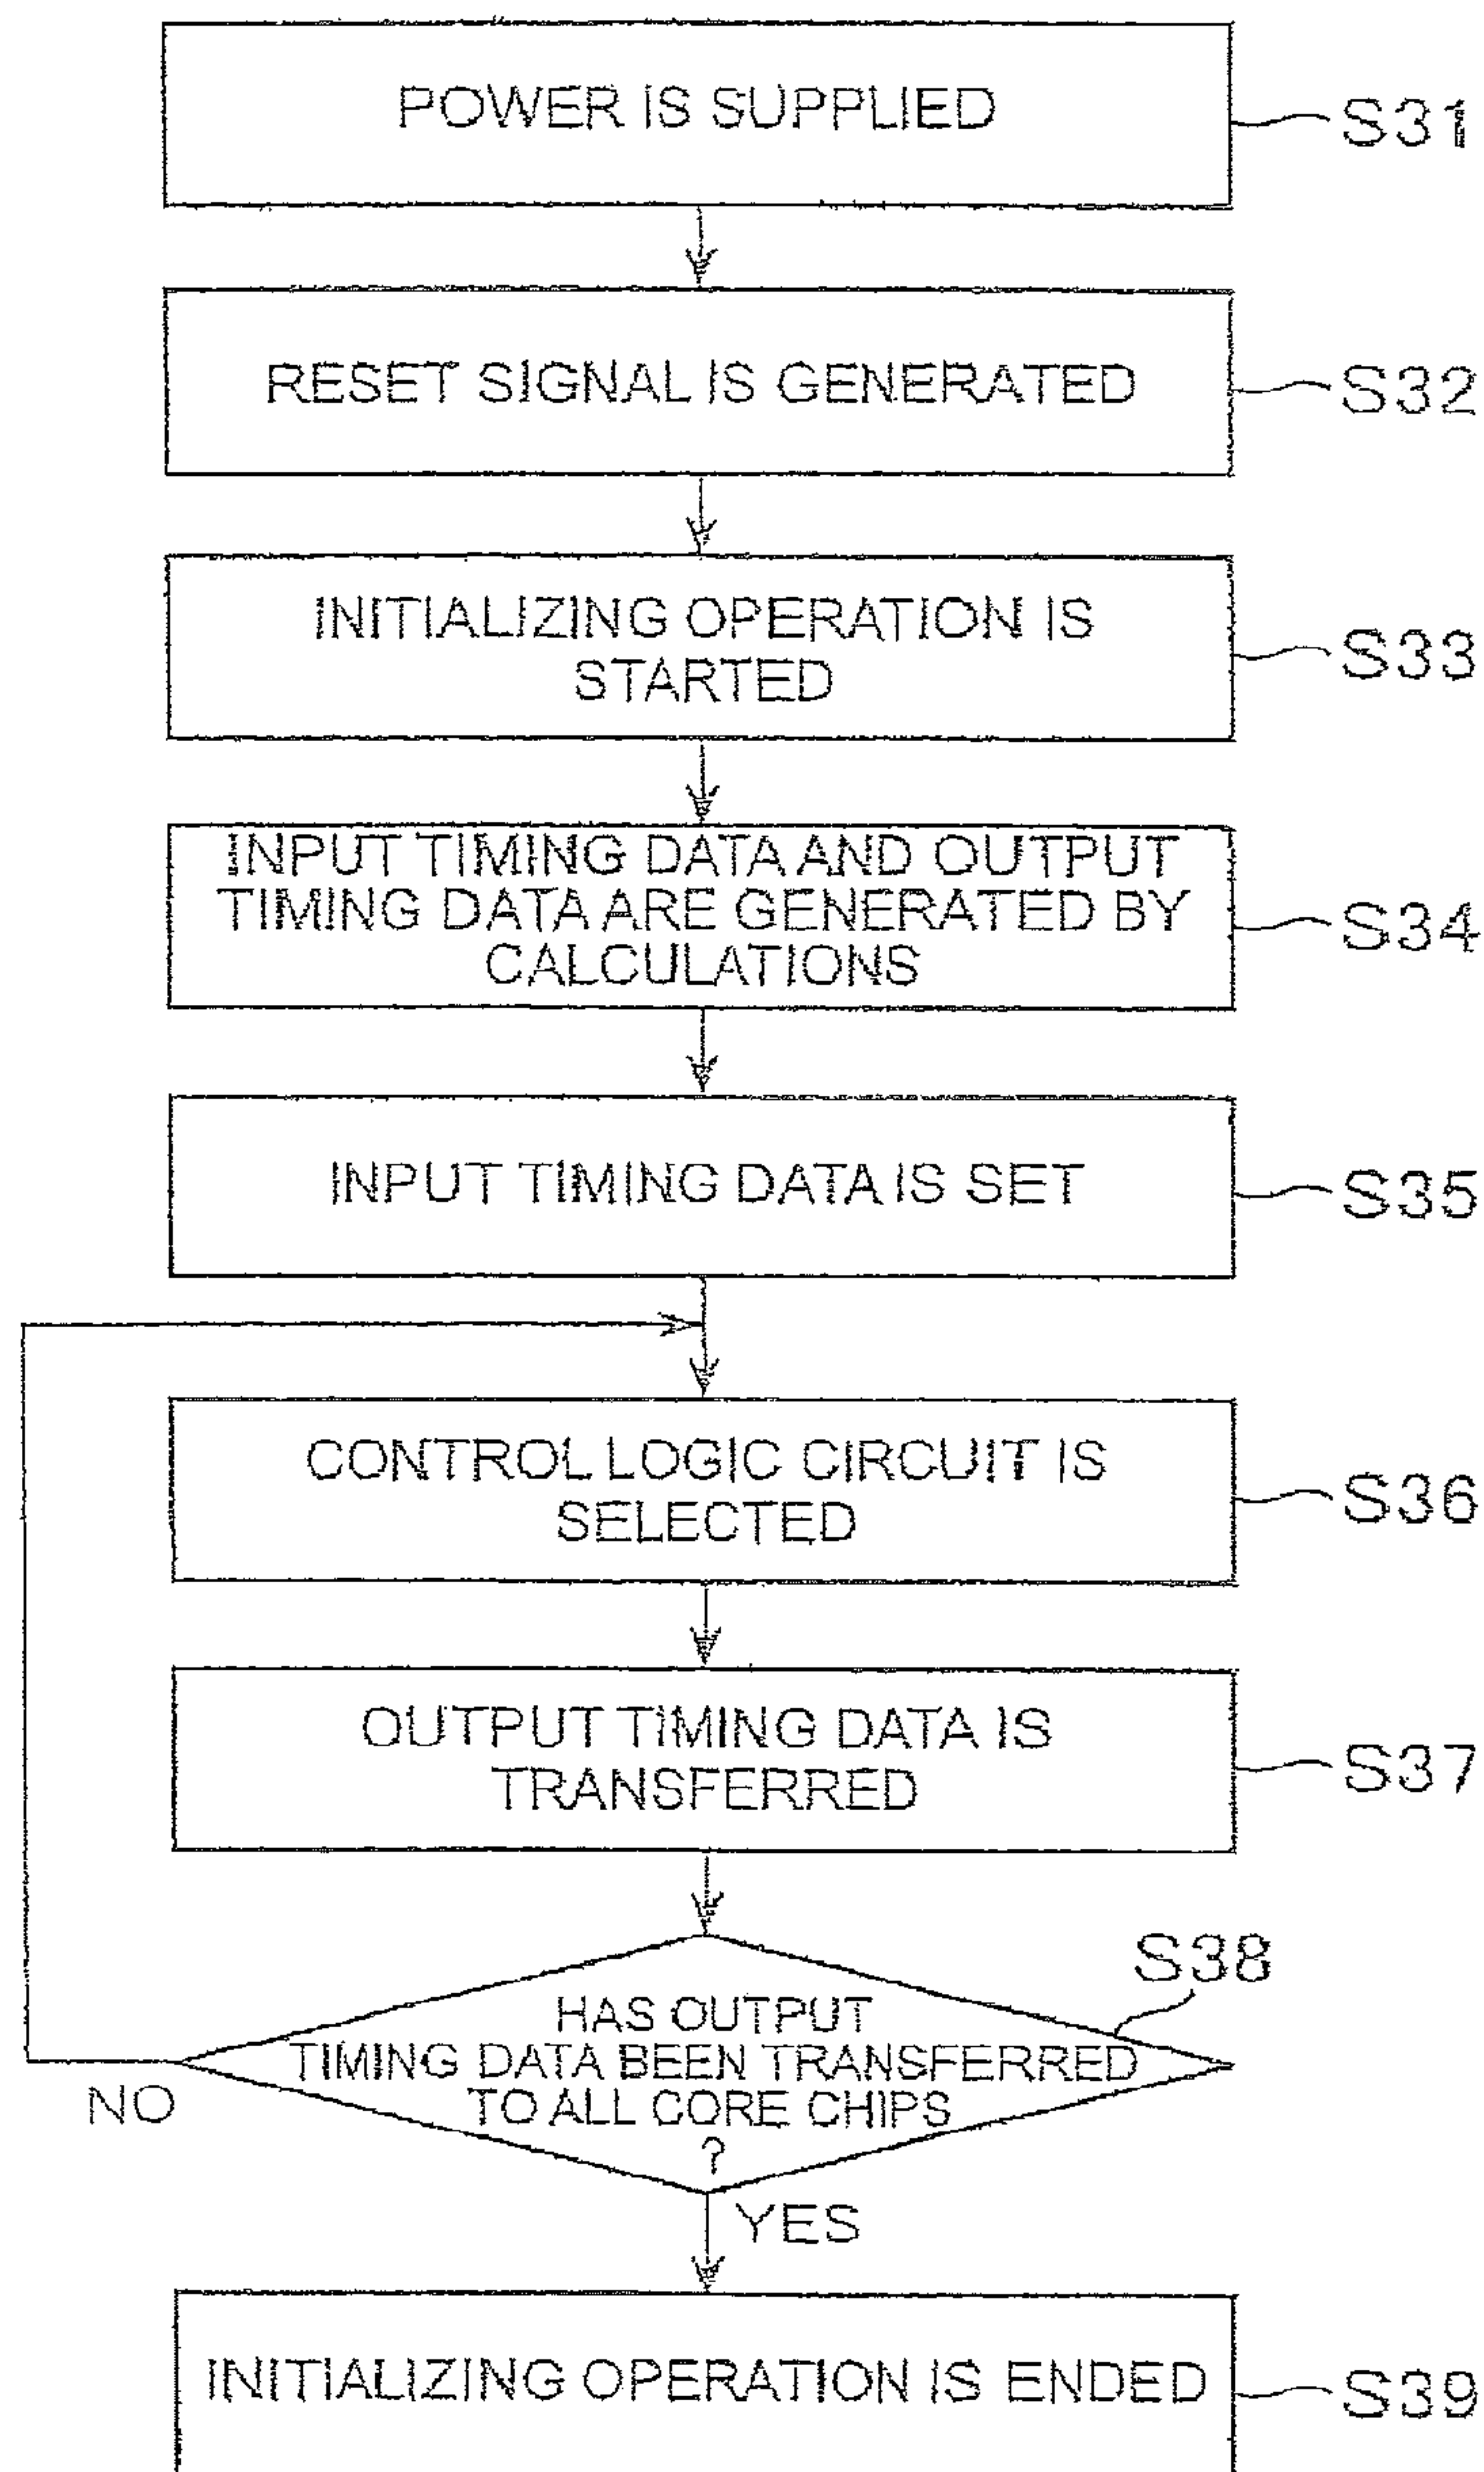 POWER IS SUPPLIED
S31
RESET SIGNAL IS GENERATED
S32
INITIALIZING OPERATION IS
STARTED
S33
INPUT TIMING DATA AND OUTPUT
TIMING DATA ARE GENERATED BY
CALCULATIONS
S34
INPUT TIMING DATA IS SET
S35
CONTROL LOGIC CIRCUIT IS
SELECTED
S36
OUTPUT TIMING DATA IS
TRANSFERRED
S37
S38
HAS OUTPUT
TIMING DATA BEEN TRANSFERRED
TO ALL CORE CHIPS
?
NO
YES
INITIALIZING OPERATION IS ENDED
S39